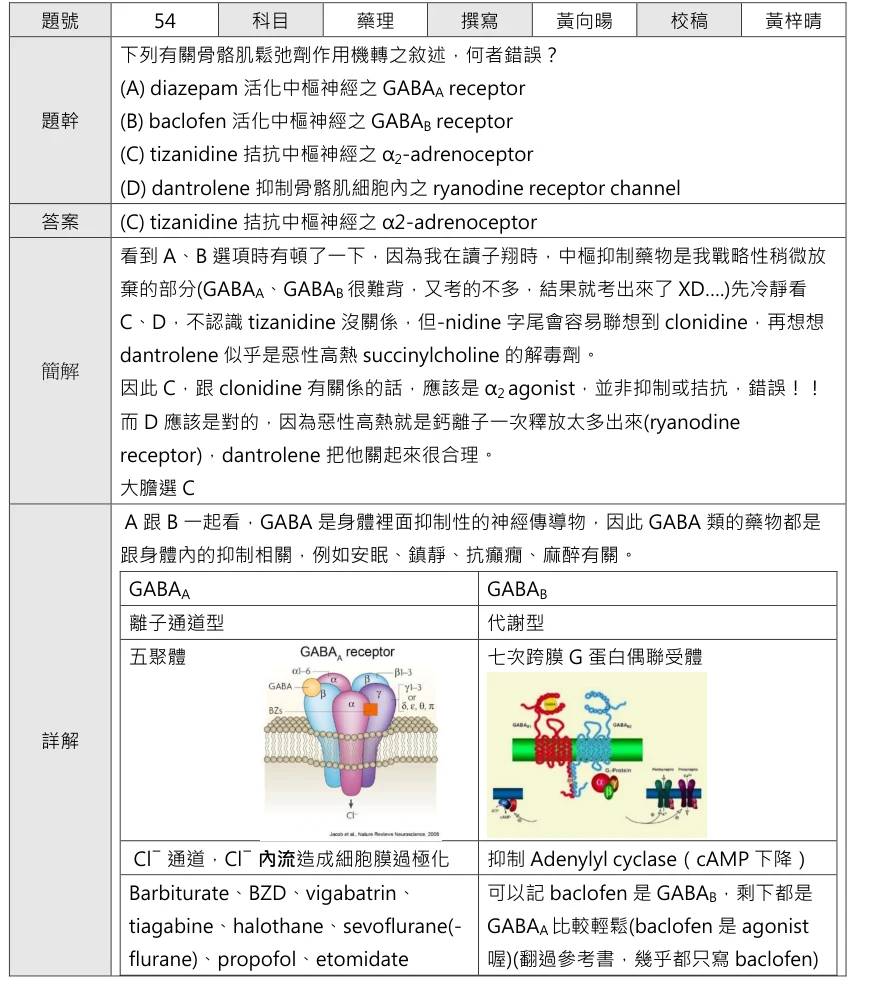 題號 54 科目 藥理 撰寫 黃向暘 校稿 黃梓晴
題幹
下列有關骨骼肌鬆弛劑作用機轉之敘述，何者錯誤？
(A) diazepam 活化中樞神經之 GABAA receptor
(B) baclofen 活化中樞神經之 GABAB receptor
(C) tizanidine 拮抗中樞神經之 α2-adrenoceptor
(D) dantrolene 抑制骨骼肌細胞內之 ryanodine receptor channel
答案
(C) tizanidine 拮抗中樞神經之 α2-adrenoceptor
簡解
看到 A、B 選項時有頓了一下，因為我在讀子翔時，中樞抑制藥物是我戰略性稍微放
棄的部分(GABAA、GABAB 很難背，又考的不多，結果就考出來了 XD....)先冷靜看
C、D，不認識 tizanidine 沒關係，但-nidine 字尾會容易聯想到 clonidine，再想想
dantrolene 似乎是惡性高熱 succinylcholine 的解毒劑。
因此 C，跟 clonidine 有關係的話，應該是 α2 agonist，並非抑制或拮抗，錯誤！！
而 D 應該是對的，因為惡性高熱就是鈣離子一次釋放太多出來(ryanodine
receptor)，dantrolene 把他關起來很合理。
大膽選 C
詳解
A 跟 B 一起看，GABA 是身體裡面抑制性的神經傳導物，因此 GABA 類的藥物都是
跟身體內的抑制相關，例如安眠、鎮靜、抗癲癇、麻醉有關。
GABAA
GABAB
離子通道型
代謝型
五聚體
GABAA receptor
α1–6
β1–3
GABA
α
β
β
γ
α
γ1–3
or
δ, ε, θ, π
BZs
Cl⁻
Jacob et al., Nature Reviews Neuroscience, 2008
七次跨膜 G 蛋白偶聯受體
GABA
GABAB1
GABAB2
Gi-Protein
α
β
γ
Postsynaptic
Presynaptic
K+
Ca2+
ATP
cAMP
Cl⁻ 通道，Cl⁻ 內流造成細胞膜過極化
抑制 Adenylyl cyclase（cAMP 下降）
Barbiturate、BZD、vigabatrin、
tiagabine、halothane、sevoflurane(-
flurane)、propofol、etomidate
可以記 baclofen 是 GABAB，剩下都是
GABAA 比較輕鬆(baclofen 是 agonist
喔)(翻過參考書，幾乎都只寫 baclofen)